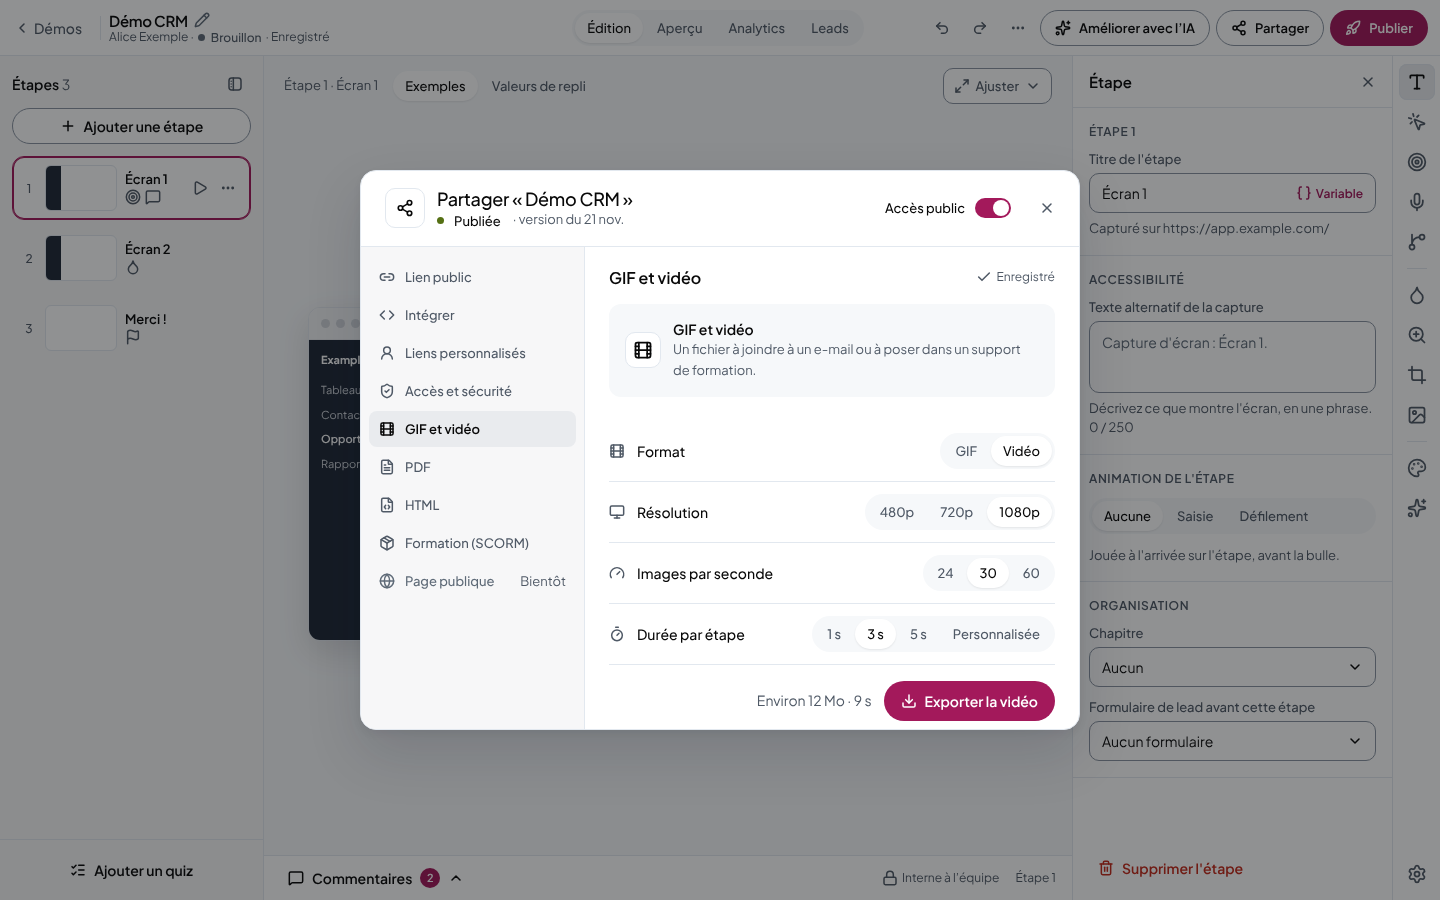 Démos
Démo CRM
Alice Exemple · Brouillon · Enregistré
Édition
Aperçu
Analytics
Leads
Améliorer avec l'IA
Partager
Publier
Étapes 3
Ajouter une étape
1
Écran 1
2
Écran 2
3
Merci !
Ajouter un quiz
Étape 1 · Écran 1
Exemples
Valeurs de repli
Ajuster
Partager « Démo CRM »
Publiée · version du 21 nov.
Accès public
Lien public
Intégrer
Liens personnalisés
Accès et sécurité
GIF et vidéo
PDF
HTML
Formation (SCORM)
Page publique Bientôt
GIF et vidéo
Enregistré
GIF et vidéo
Un fichier à joindre à un e-mail ou à poser dans un support
de formation.
Format
GIF Vidéo
Résolution
480p 720p 1080p
Images par seconde
24 30 60
Durée par étape
1 s 3 s 5 s Personnalisée
Environ 12 Mo · 9 s
Exporter la vidéo
Commentaires 2
Interne à l'équipe
Étape 1
Étape
ÉTAPE 1
Titre de l'étape
Écran 1
{ } Variable
Capturé sur https://app.example.com/
ACCESSIBILITÉ
Texte alternatif de la capture
Capture d'écran : Écran 1.
Décrivez ce que montre l'écran, en une phrase.
0 / 250
ANIMATION DE L'ÉTAPE
Aucune Saisie Défilement
Jouée à l'arrivée sur l'étape, avant la bulle.
ORGANISATION
Chapitre
Aucun
Formulaire de lead avant cette étape
Aucun formulaire
Supprimer l'étape